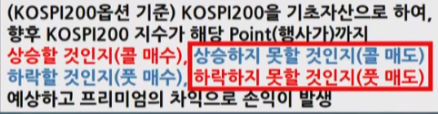 (KOSPI200옵션 기준) KOSPI200을 기초자산으로 하여,
향후 KOSPI200 지수가 해당 Point(행사가)까지
상승할 것인지(콜 매수), 상승하지 못할 것인지(콜 매도)
하락할 것인지(풋 매수), 하락하지 못할 것인지(풋 매도)
예상하고 프리미엄의 차익으로 손익이 발생